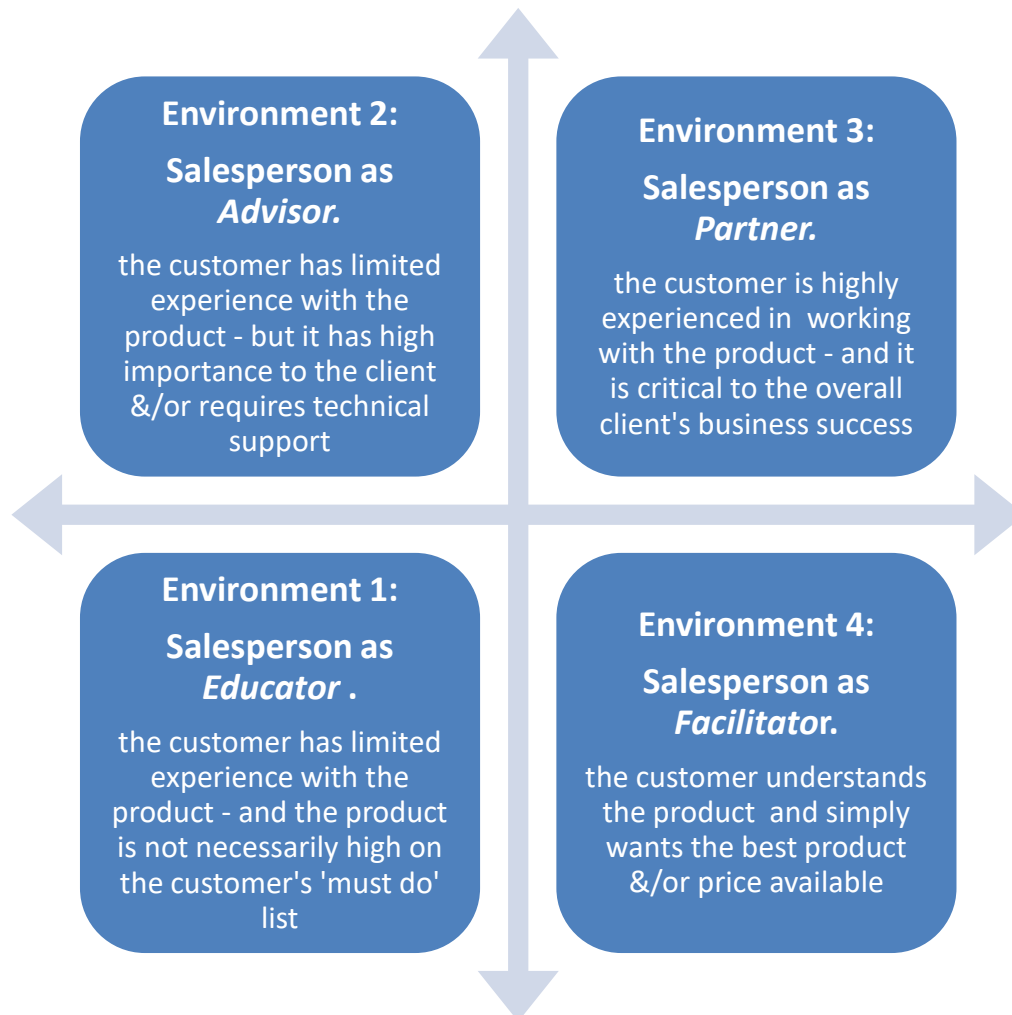 Environment 2:
Salesperson as
Advisor.
the customer has limited
experience with the
product - but it has high
importance to the client
&/or requires technical
support
Environment 3:
Salesperson as
Partner.
the customer is highly
experienced in  working
with the product - and it
is critical to the overall
client's business success
Environment 1:
Salesperson as
Educator .
the customer has limited
experience with the
product - and the product
is not necessarily high on
the customer's 'must do'
list
Environment 4:
Salesperson as
Facilitator.
the customer understands
the product  and simply
wants the best product
&/or price available